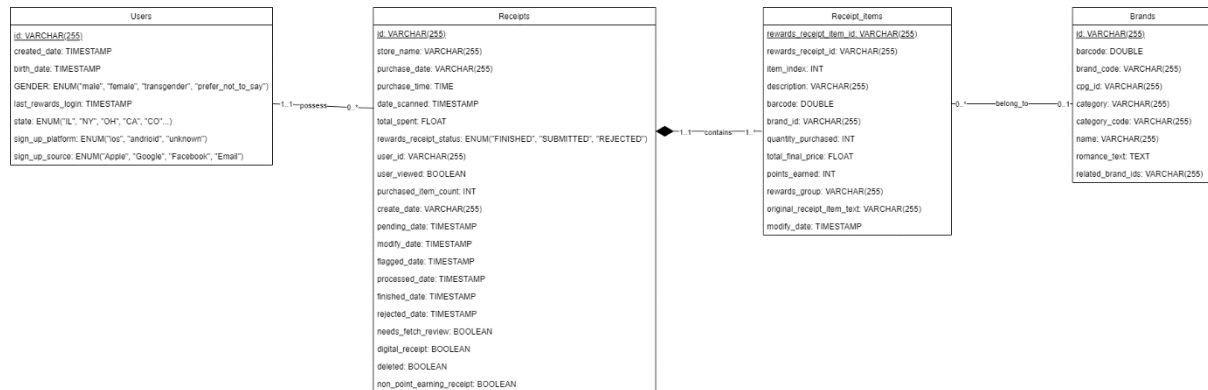 Users
id: VARCHAR(255)
created_date: TIMESTAMP
birth_date: TIMESTAMP
GENDER: ENUM("male", "female", "transgender", "prefer_not_to_say")
last_rewards_login: TIMESTAMP
state: ENUM("IL", "NY", "OH", "CA", "CO"...)
sign_up_platform: ENUM("ios", "andrioid", "unknown")
sign_up_source: ENUM("Apple", "Google", "Facebook", "Email")
1..1
possess
0..*
Receipts
id: VARCHAR(255)
store_name: VARCHAR(255)
purchase_date: VARCHAR(255)
purchase_time: TIME
date_scanned: TIMESTAMP
total_spent: FLOAT
rewards_receipt_status: ENUM("FINISHED", "SUBMITTED", "REJECTED")
user_id: VARCHAR(255)
user_viewed: BOOLEAN
purchased_item_count: INT
create_date: VARCHAR(255)
pending_date: TIMESTAMP
modify_date: TIMESTAMP
flagged_date: TIMESTAMP
processed_date: TIMESTAMP
finished_date: TIMESTAMP
rejected_date: TIMESTAMP
needs_fetch_review: BOOLEAN
digital_receipt: BOOLEAN
deleted: BOOLEAN
non_point_earning_receipt: BOOLEAN
1..1
contains
1..*
Receipt_items
rewards_receipt_item_id: VARCHAR(255)
rewards_receipt_id: VARCHAR(255)
item_index: INT
description: VARCHAR(255)
barcode: DOUBLE
brand_id: VARCHAR(255)
quantity_purchased: INT
total_final_price: FLOAT
points_earned: INT
rewards_group: VARCHAR(255)
original_receipt_item_text: VARCHAR(255)
modify_date: TIMESTAMP
0..*
belong_to
0..1
Brands
id: VARCHAR(255)
barcode: DOUBLE
brand_code: VARCHAR(255)
cpg_id: VARCHAR(255)
category: VARCHAR(255)
category_code: VARCHAR(255)
name: VARCHAR(255)
romance_text: TEXT
related_brand_ids: VARCHAR(255)